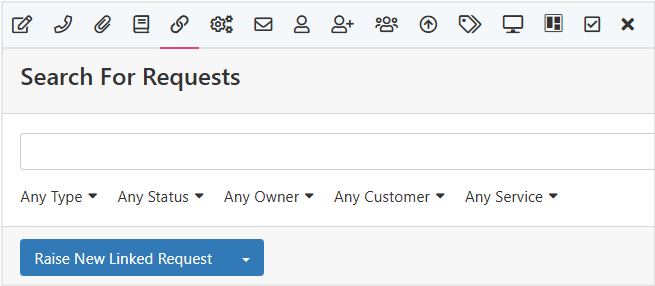 Search For Requests
Any Type Any Status Any Owner Any Customer Any Service
Raise New Linked Request